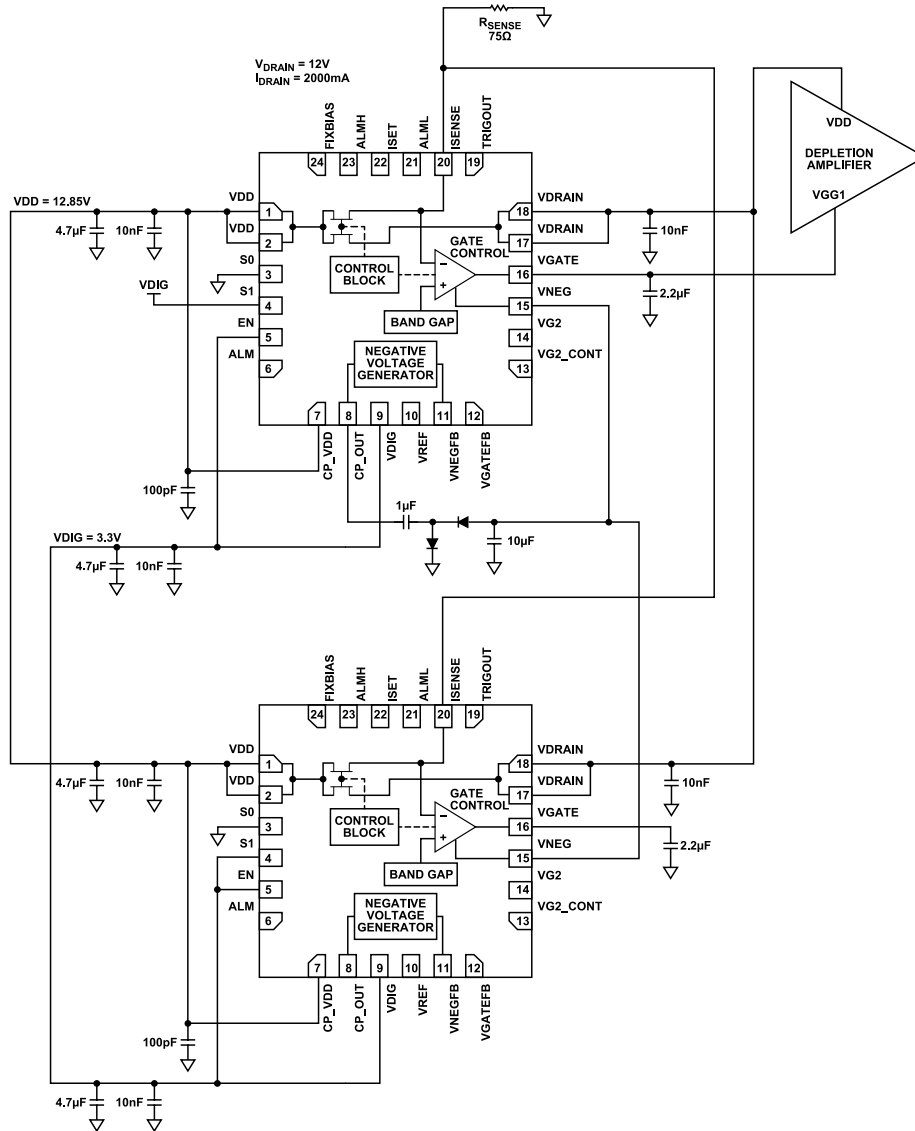 RSENSE
75Ω
VDRAIN = 12V
IDRAIN = 2000mA
FIXBIAS
ALMH
ISET
ALML
ISENSE
TRIGOUT
24
23
22
21
20
19
VDD
DEPLETION
AMPLIFIER
VGG1
VDD = 12.85V
4.7µF
10nF
VDD
1
VDD
2
S0
3
VDIG
S1
4
EN
5
ALM
6
CONTROL
BLOCK
GATE
CONTROL
–
+
BAND GAP
NEGATIVE
VOLTAGE
GENERATOR
18
VDRAIN
17
VDRAIN
16
VGATE
15
VNEG
14
VG2
13
VG2_CONT
10nF
2.2µF
7
8
9
10
11
12
CP_VDD
CP_OUT
VDIG
VREF
VNEGFB
VGATEFB
100pF
1µF
10µF
VDIG = 3.3V
4.7µF
10nF
FIXBIAS
ALMH
ISET
ALML
ISENSE
TRIGOUT
24
23
22
21
20
19
4.7µF
10nF
VDD
1
VDD
2
S0
3
S1
4
EN
5
ALM
6
CONTROL
BLOCK
GATE
CONTROL
–
+
BAND GAP
NEGATIVE
VOLTAGE
GENERATOR
18
VDRAIN
17
VDRAIN
16
VGATE
15
VNEG
14
VG2
13
VG2_CONT
10nF
2.2µF
7
8
9
10
11
12
CP_VDD
CP_OUT
VDIG
VREF
VNEGFB
VGATEFB
100pF
4.7µF
10nF